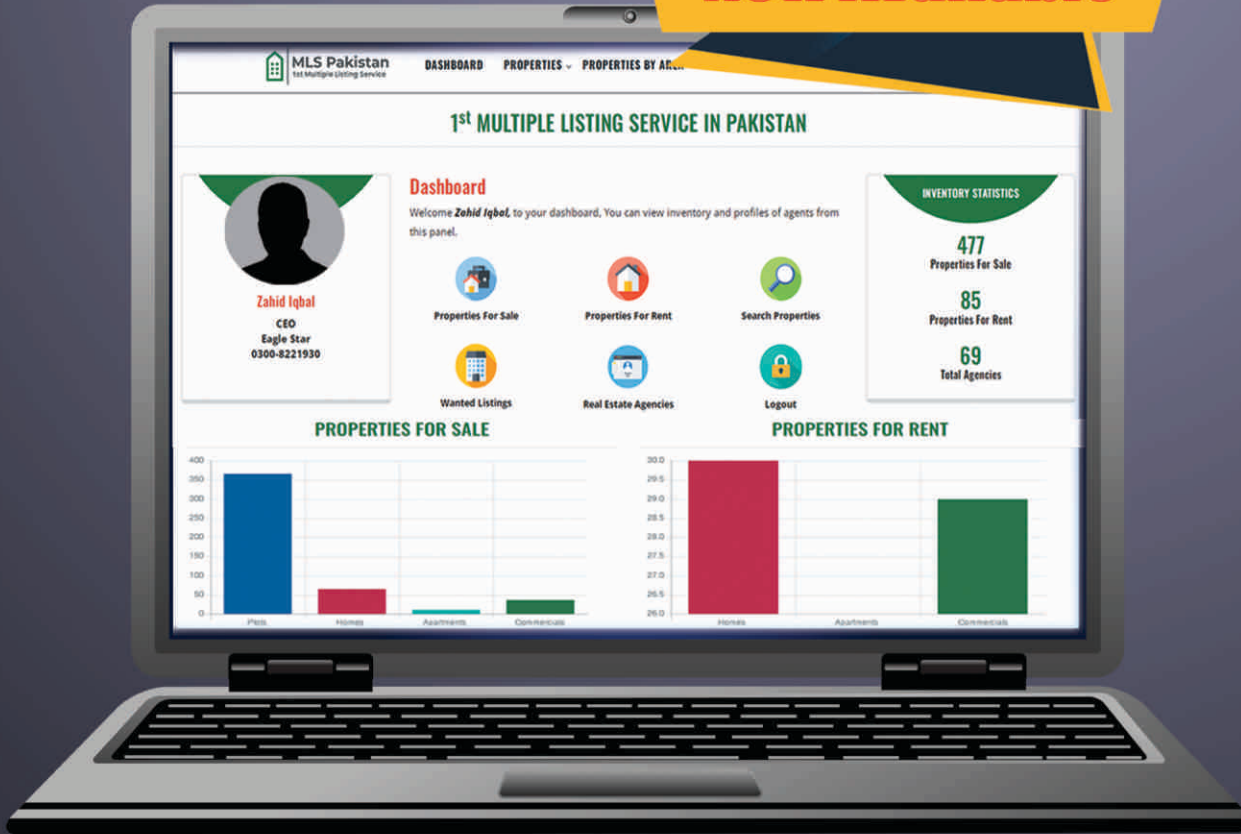 MLS Pakistan
1st Multiple Listing Service
DASHBOARD PROPERTIES PROPERTIES BY
1st MULTIPLE LISTING SERVICE IN PAKISTAN
Dashboard
Welcome Zahid Iqbal, to your dashboard, You can view inventory and profiles of agents from
this panel.
Zahid Iqbal
CEO
Eagle Star
0300-8221930
Properties For Sale
Properties For Rent
Search Properties
Wanted Listings
Real Estate Agencies
Logout
INVENTORY STATISTICS
477
Properties For Sale
85
Properties For Rent
69
Total Agencies
PROPERTIES FOR SALE
400
350
300
250
200
150
100
50
0
Plots Homes Apartments Commercials
PROPERTIES FOR RENT
30.0
29.5
29.0
28.5
28.0
27.5
27.0
26.5
26.0
Homes Apartments Commercials